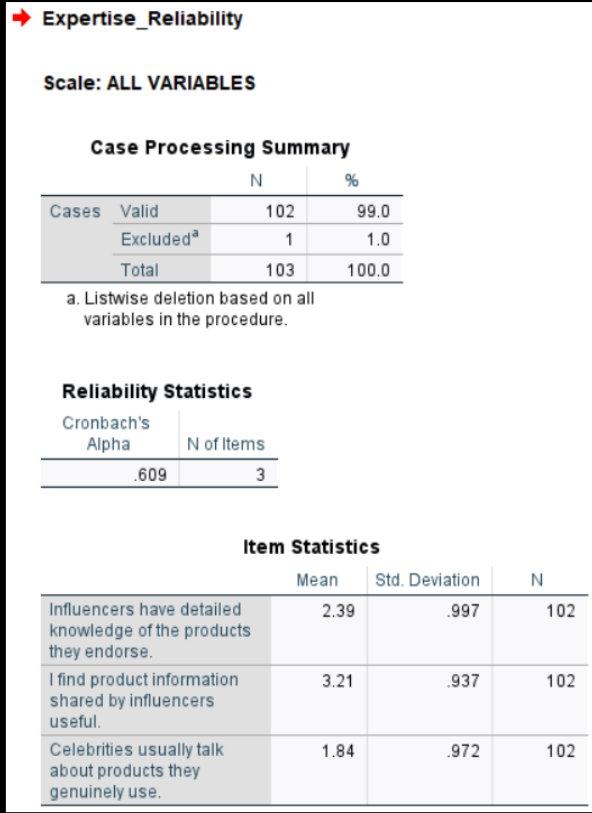 Expertise_Reliability
Scale: ALL VARIABLES
Case Processing Summary
N %
Cases Valid 102 99.0
Excludedᵃ 1 1.0
Total 103 100.0
a. Listwise deletion based on all
variables in the procedure.
Reliability Statistics
Cronbach's
Alpha N of Items
.609 3
Item Statistics
Mean Std. Deviation N
Influencers have detailed 2.39 .997 102
knowledge of the products
they endorse.
I find product information 3.21 .937 102
shared by influencers
useful.
Celebrities usually talk 1.84 .972 102
about products they
genuinely use.